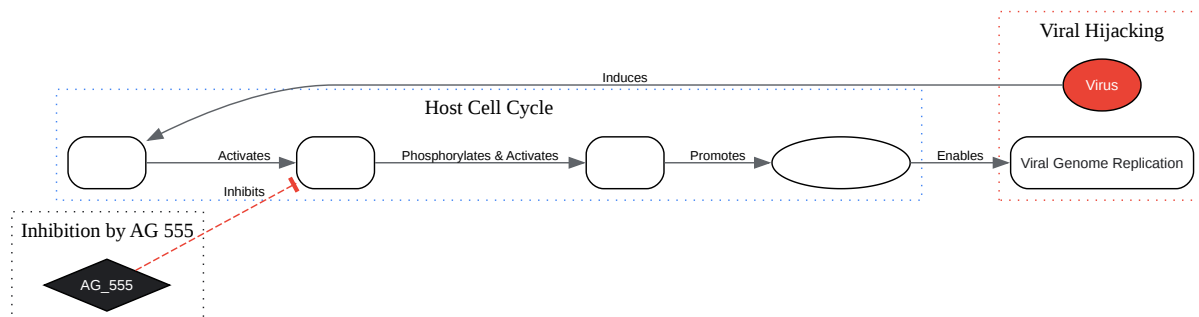 Viral Hijacking
Virus
Induces
Host Cell Cycle
Activates
Phosphorylates & Activates
Promotes
Enables
Viral Genome Replication
Inhibits
Inhibition by AG 555
AG_555